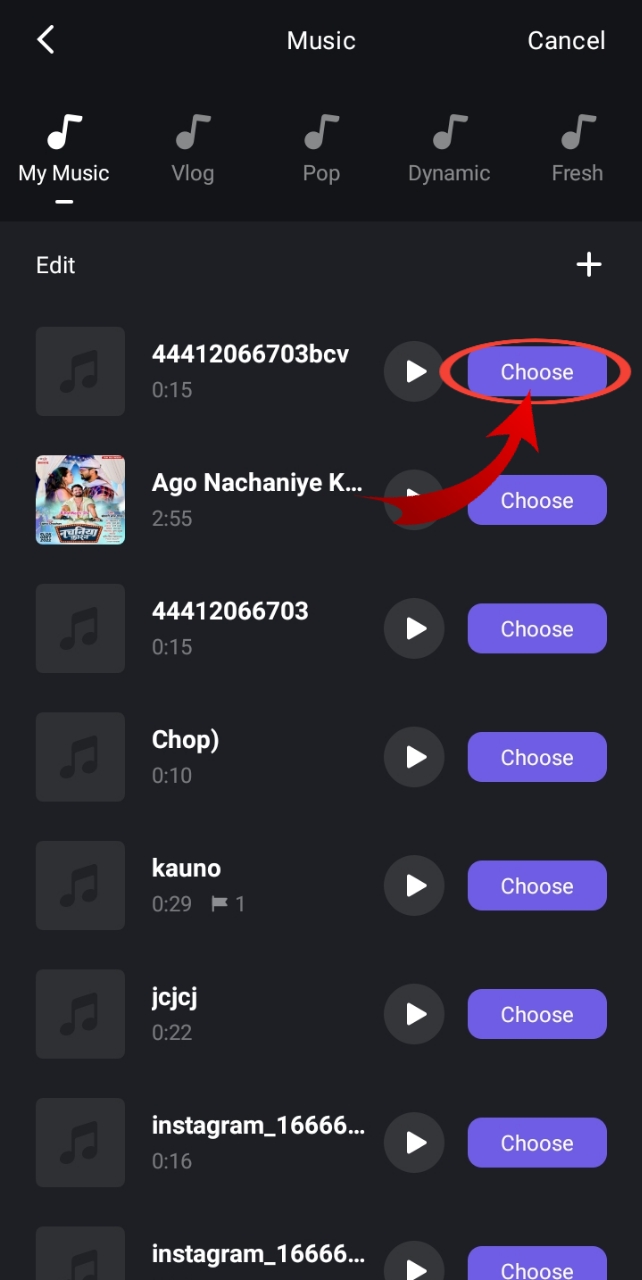 Music
Cancel
My Music
Vlog
Pop
Dynamic
Fresh
Edit
44412066703bcv
0:15
Choose
Ago Nachaniye K...
2:55
Choose
नचनिया
44412066703
0:15
Choose
Chop)
0:10
Choose
kauno
0:29 1
Choose
jcjcj
0:22
Choose
instagram_16666...
0:16
Choose
instagram_16666...
Choose